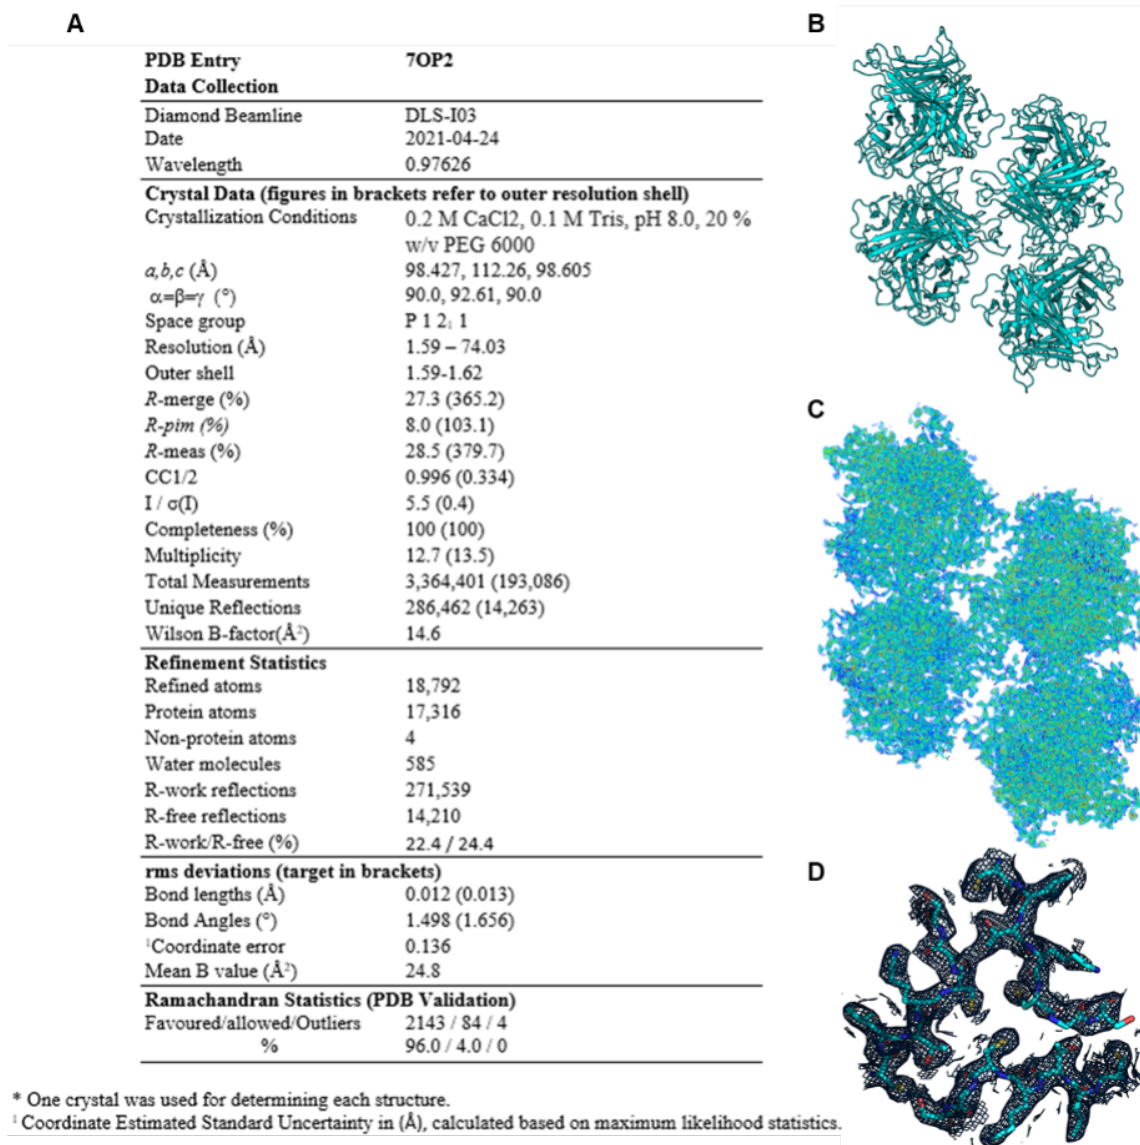 A
B
PDB Entry 7OP2
Data Collection
Diamond Beamline DLS-I03
Date 2021-04-24
Wavelength 0.97626
Crystal Data (figures in brackets refer to outer resolution shell)
Crystallization Conditions 0.2 M CaCl2, 0.1 M Tris, pH 8.0, 20 %
w/v PEG 6000
a,b,c (Å) 98.427, 112.26, 98.605
α=β=γ (°) 90.0, 92.61, 90.0
Space group P 1 2₁ 1
Resolution (Å) 1.59 – 74.03
Outer shell 1.59-1.62
R-merge (%) 27.3 (365.2)
C
R-pim (%) 8.0 (103.1)
R-meas (%) 28.5 (379.7)
CC1/2 0.996 (0.334)
I / σ(I) 5.5 (0.4)
Completeness (%) 100 (100)
Multiplicity 12.7 (13.5)
Total Measurements 3,364,401 (193,086)
Unique Reflections 286,462 (14,263)
Wilson B-factor(Å²) 14.6
Refinement Statistics
Refined atoms 18,792
Protein atoms 17,316
Non-protein atoms 4
Water molecules 585
R-work reflections 271,539
R-free reflections 14,210
R-work/R-free (%) 22.4 / 24.4
rms deviations (target in brackets)
D
Bond lengths (Å) 0.012 (0.013)
Bond Angles (°) 1.498 (1.656)
¹Coordinate error 0.136
Mean B value (Å²) 24.8
Ramachandran Statistics (PDB Validation)
Favoured/allowed/Outliers 2143 / 84 / 4
% 96.0 / 4.0 / 0
* One crystal was used for determining each structure.
¹ Coordinate Estimated Standard Uncertainty in (Å), calculated based on maximum likelihood statistics.